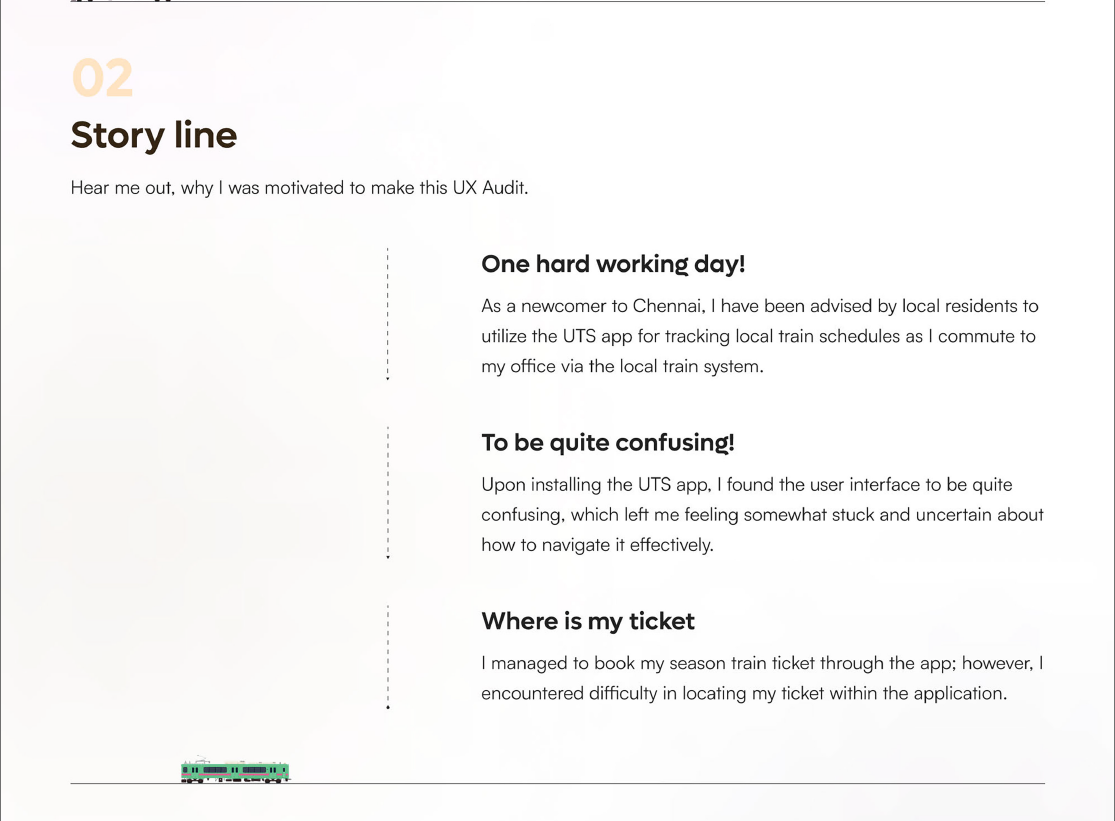 02
Story line
Hear me out, why I was motivated to make this UX Audit.
One hard working day!
As a newcomer to Chennai, I have been advised by local residents to
utilize the UTS app for tracking local train schedules as I commute to
my office via the local train system.
To be quite confusing!
Upon installing the UTS app, I found the user interface to be quite
confusing, which left me feeling somewhat stuck and uncertain about
how to navigate it effectively.
Where is my ticket
I managed to book my season train ticket through the app; however, I
encountered difficulty in locating my ticket within the application.